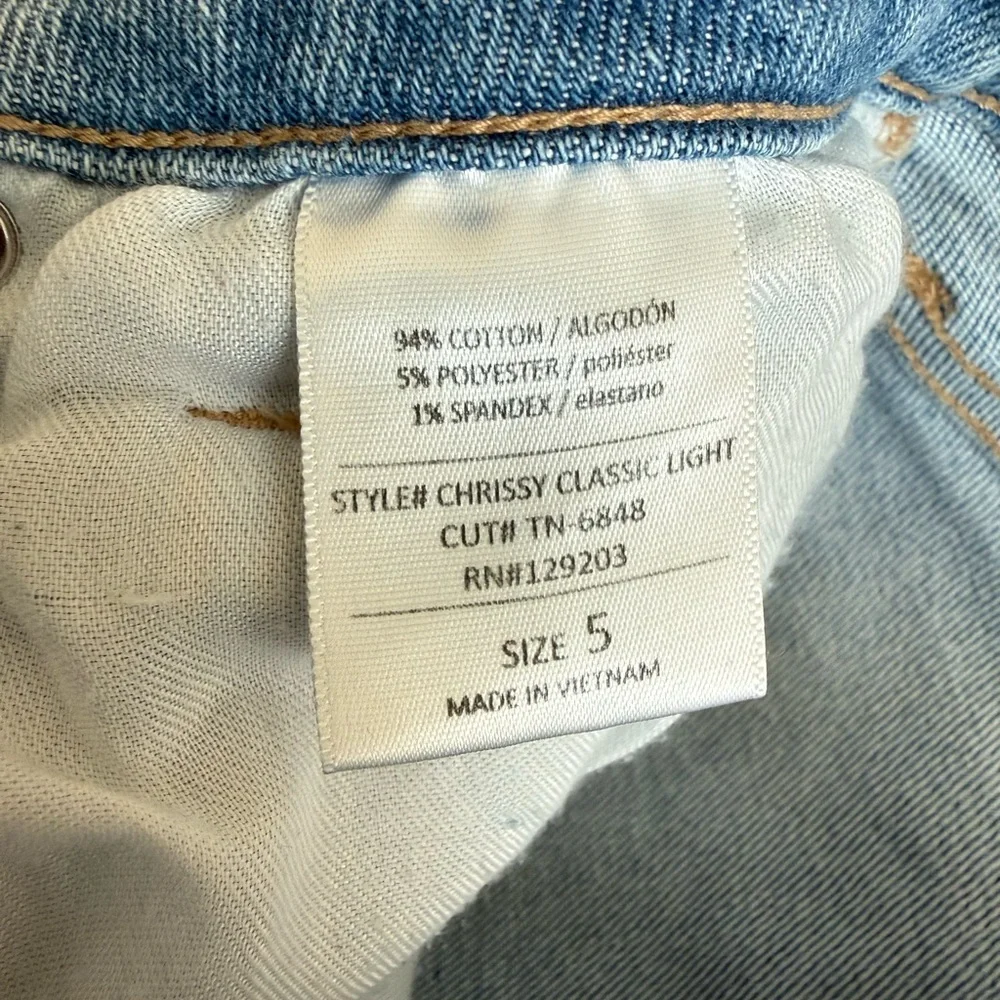 94% COTTON / ALGODÓN
5% POLYESTER / poliéster
1% SPANDEX / elastano
STYLE# CHRISSY CLASSIC LIGHT
CUT# TN-6848
RN#129203
SIZE 5
MADE IN VIETNAM